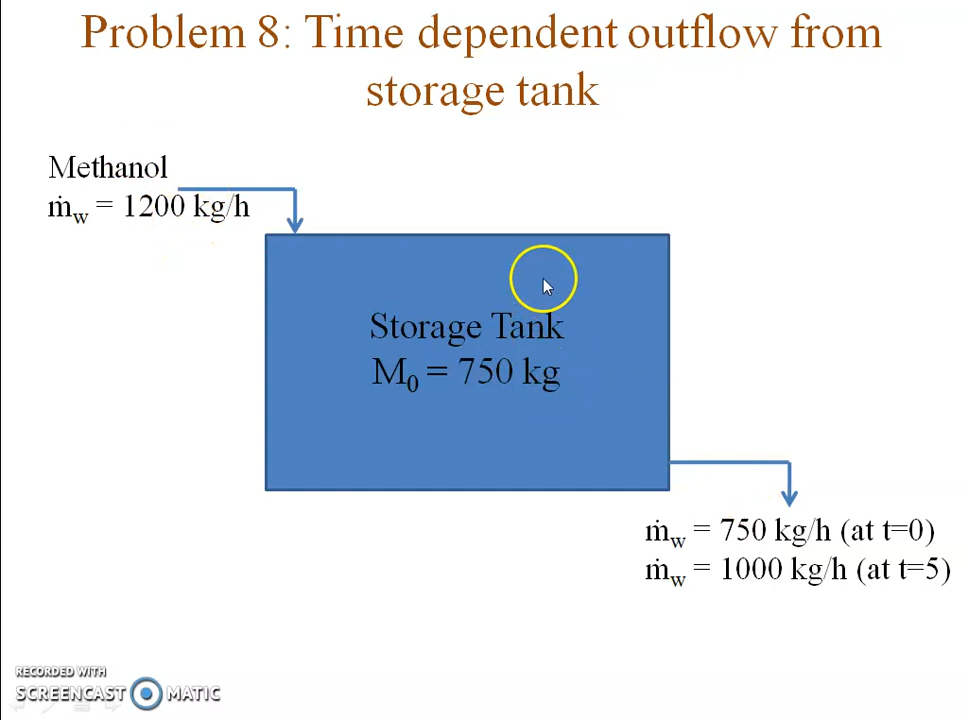 Problem 8: Time dependent outflow from
storage tank
Methanol
ṁw = 1200 kg/h
Storage Tank
M0 = 750 kg
ṁw = 750 kg/h (at t=0)
ṁw = 1000 kg/h (at t=5)
RECORDED WITH
SCREENCAST MATIC